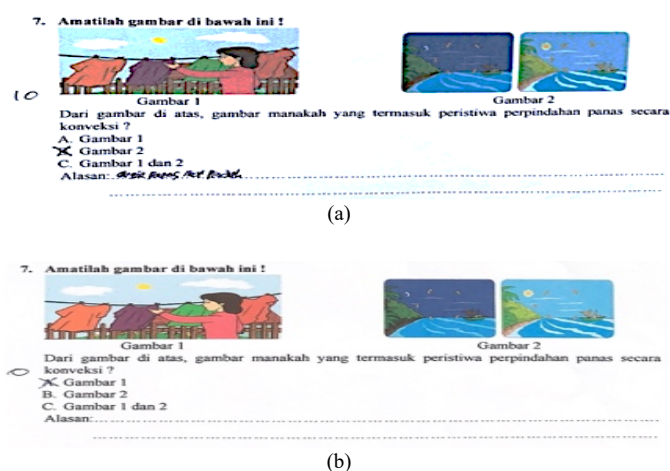 7. Amatilah gambar di bawah ini !
Gambar 1 Gambar 2
10
Dari gambar di atas, gambar manakah yang termasuk peristiwa perpindahan panas secara
konveksi ?
A. Gambar 1
B. Gambar 2
C. Gambar 1 dan 2
Alasan:
(a)
7. Amatilah gambar di bawah ini !
Gambar 1 Gambar 2
Dari gambar di atas, gambar manakah yang termasuk peristiwa perpindahan panas secara
0 konveksi ?
A. Gambar 1
B. Gambar 2
C. Gambar 1 dan 2
Alasan:
(b)